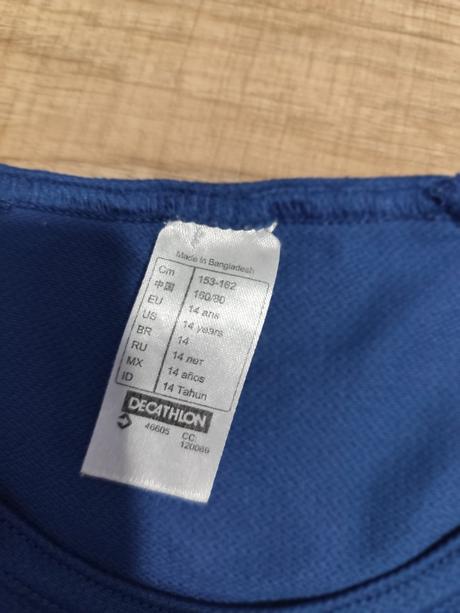 Made in Bangladesh
Cm 153-162
中国 160/80
EU 14 ans
US 14 years
BR 14
RU 14 лет
MX 14 años
ID 14 Tahun
DECATHLON
46605 CC:
120069